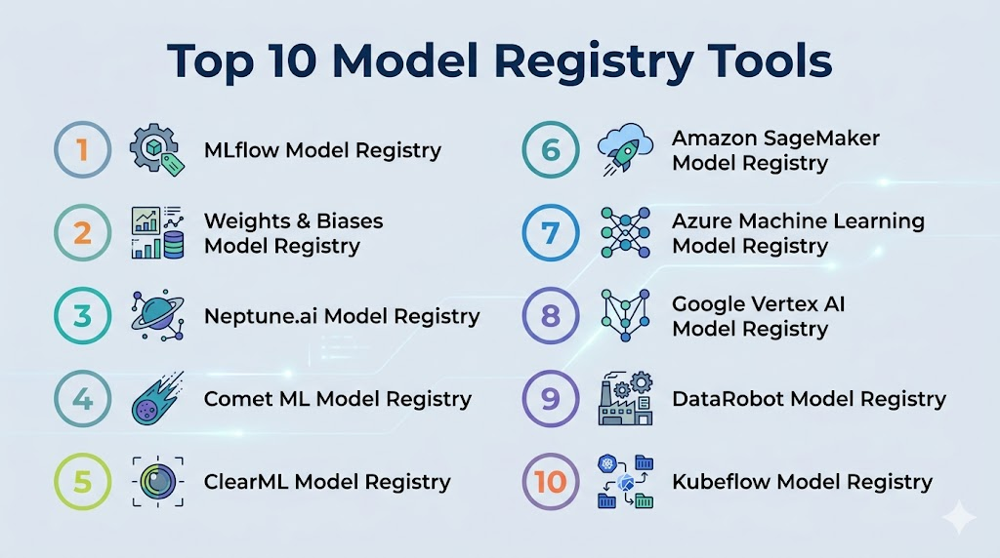 Top 10 Model Registry Tools
1
MLflow Model Registry
2
Weights & Biases
Model Registry
3
Neptune.ai Model Registry
4
Comet ML Model Registry
5
ClearML Model Registry
6
Amazon SageMaker
Model Registry
7
Azure Machine Learning
Model Registry
8
Google Vertex AI
Model Registry
9
DataRobot Model Registry
10
Kubeflow Model Registry